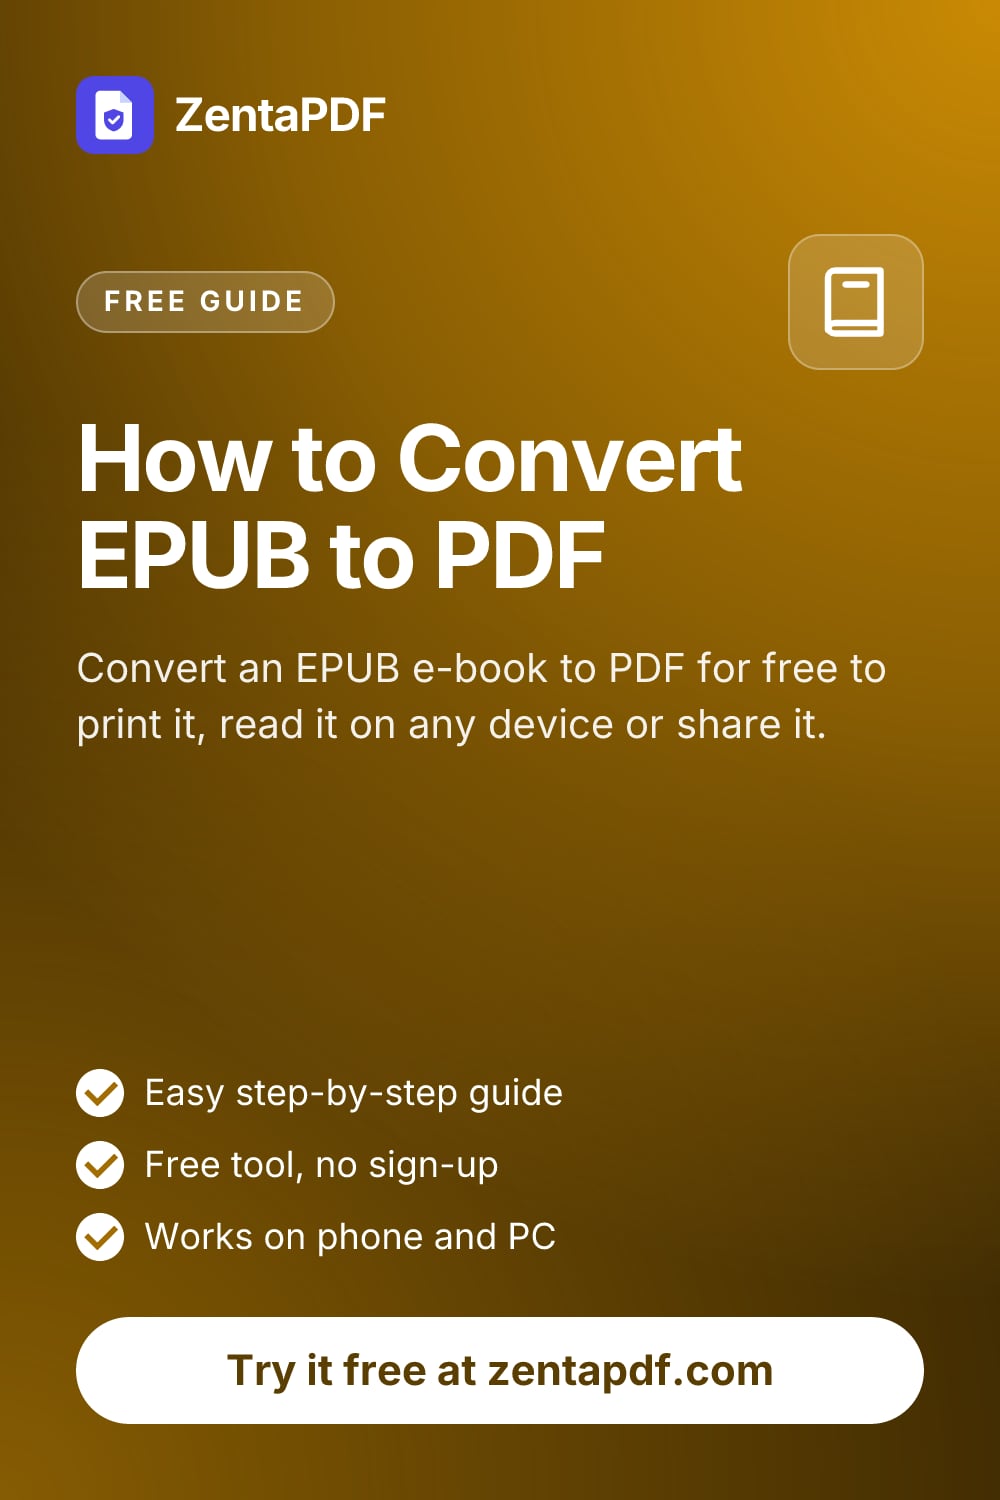 ZentaPDF
FREE GUIDE
How to Convert
EPUB to PDF
Convert an EPUB e-book to PDF for free to
print it, read it on any device or share it.
Easy step-by-step guide
Free tool, no sign-up
Works on phone and PC
Try it free at zentapdf.com